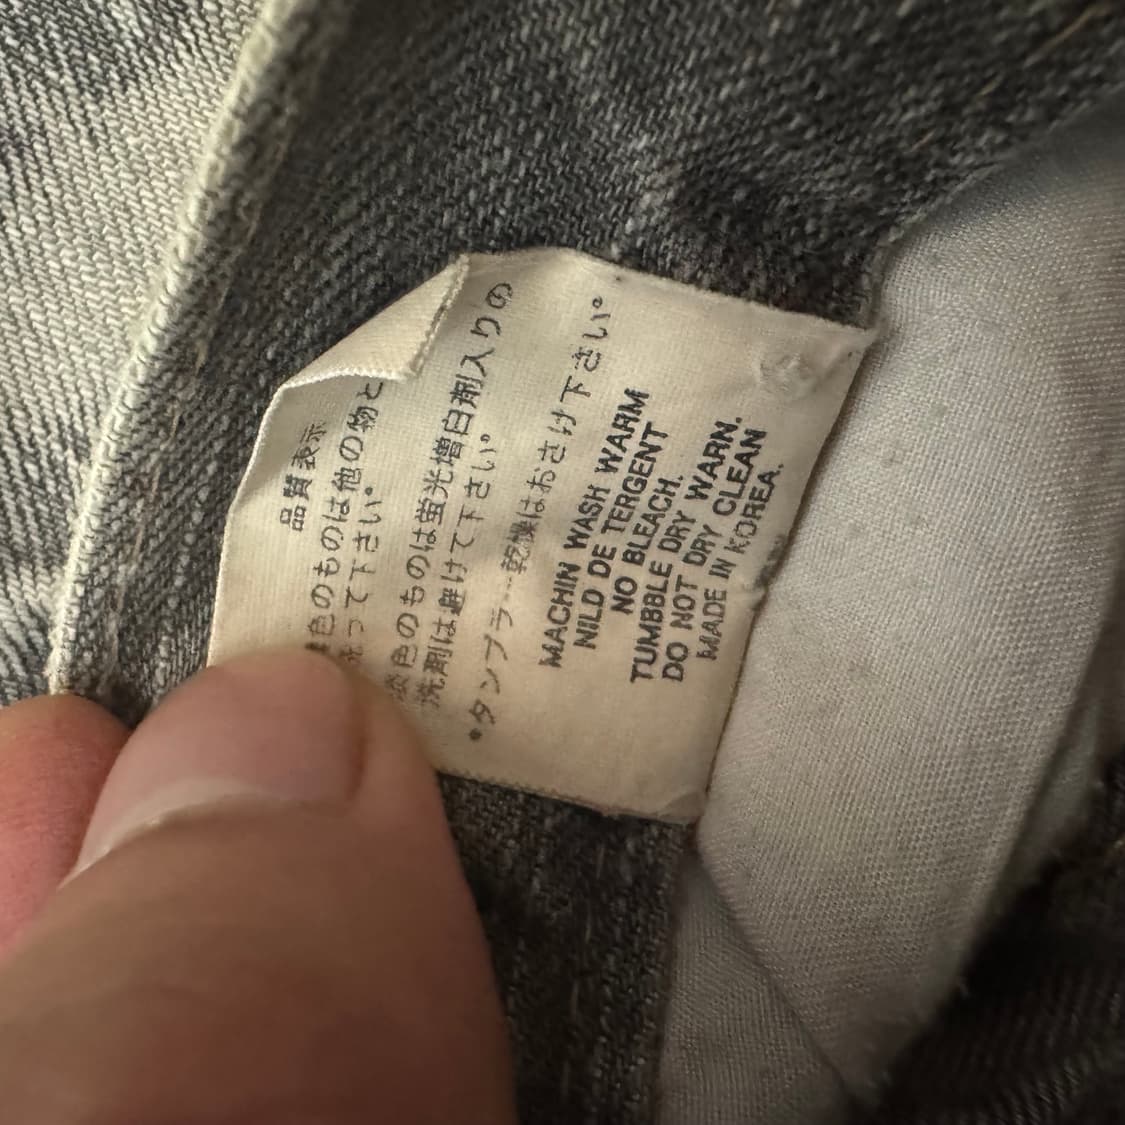 品質表示
色のものは他の物と
洗って下さい。
淡色のものは蛍光増白剤入りの
洗剤は避けて下さい。
•タンブラー乾燥はおさけ下さい。
MACHIN WASH WARM
NILD DE TERGENT
NO BLEACH.
TUMBBLE DRY WARN.
DO NOT DRY CLEAN
MADE IN KOREA.